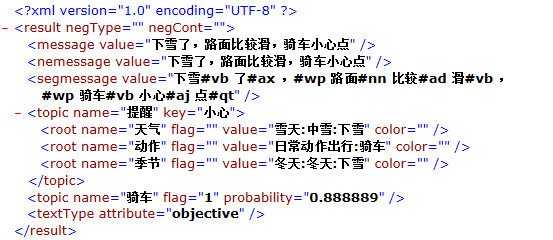 <?xml version="1.0" encoding="UTF-8" ?>
- <result negType="" negCont="">
<message value="下雪了，路面比较滑，骑车小心点" />
<nemessage value="下雪了，路面比较滑，骑车小心点" />
<segmessage value="下雪#vb 了#ax ，#wp 路面#nn 比较#ad 滑#vb ，
#wp 骑车#vb 小心#aj 点#qt" />
- <topic name="提醒" key="小心">
<root name="天气" flag="" value="雪天:中雪:下雪" color="" />
<root name="动作" flag="" value="日常动作出行:骑车" color="" />
<root name="季节" flag="" value="冬天:冬天:下雪" color="" />
</topic>
<topic name="骑车" flag="1" probability="0.888889" />
<textType attribute="objective" />
</result>